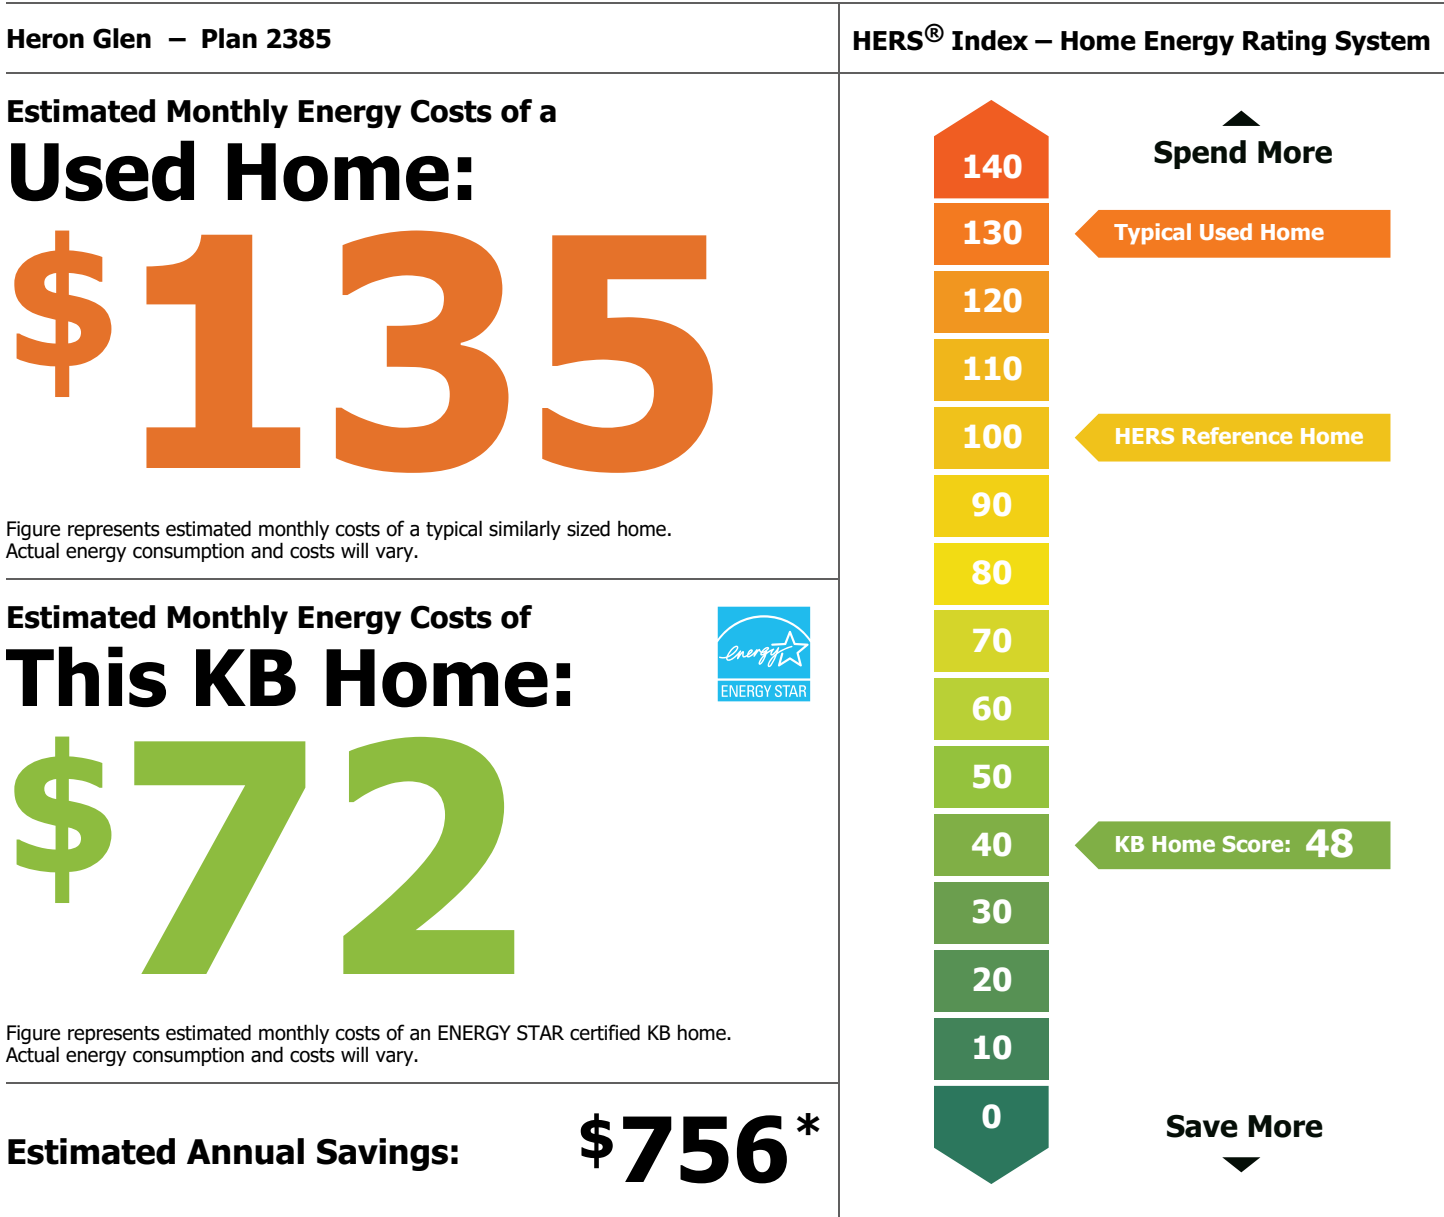 Heron Glen – Plan 2385
Estimated Monthly Energy Costs of a
Used Home:
$135
Figure represents estimated monthly costs of a typical similarly sized home.
Actual energy consumption and costs will vary.
Estimated Monthly Energy Costs of
This KB Home:
energy
ENERGY STAR
$72
Figure represents estimated monthly costs of an ENERGY STAR certified KB home.
Actual energy consumption and costs will vary.
Estimated Annual Savings: $756*
HERS® Index – Home Energy Rating System
Spend More
140
130 Typical Used Home
120
110
100 HERS Reference Home
90
80
70
60
50
40 KB Home Score: 48
30
20
10
0
Save More